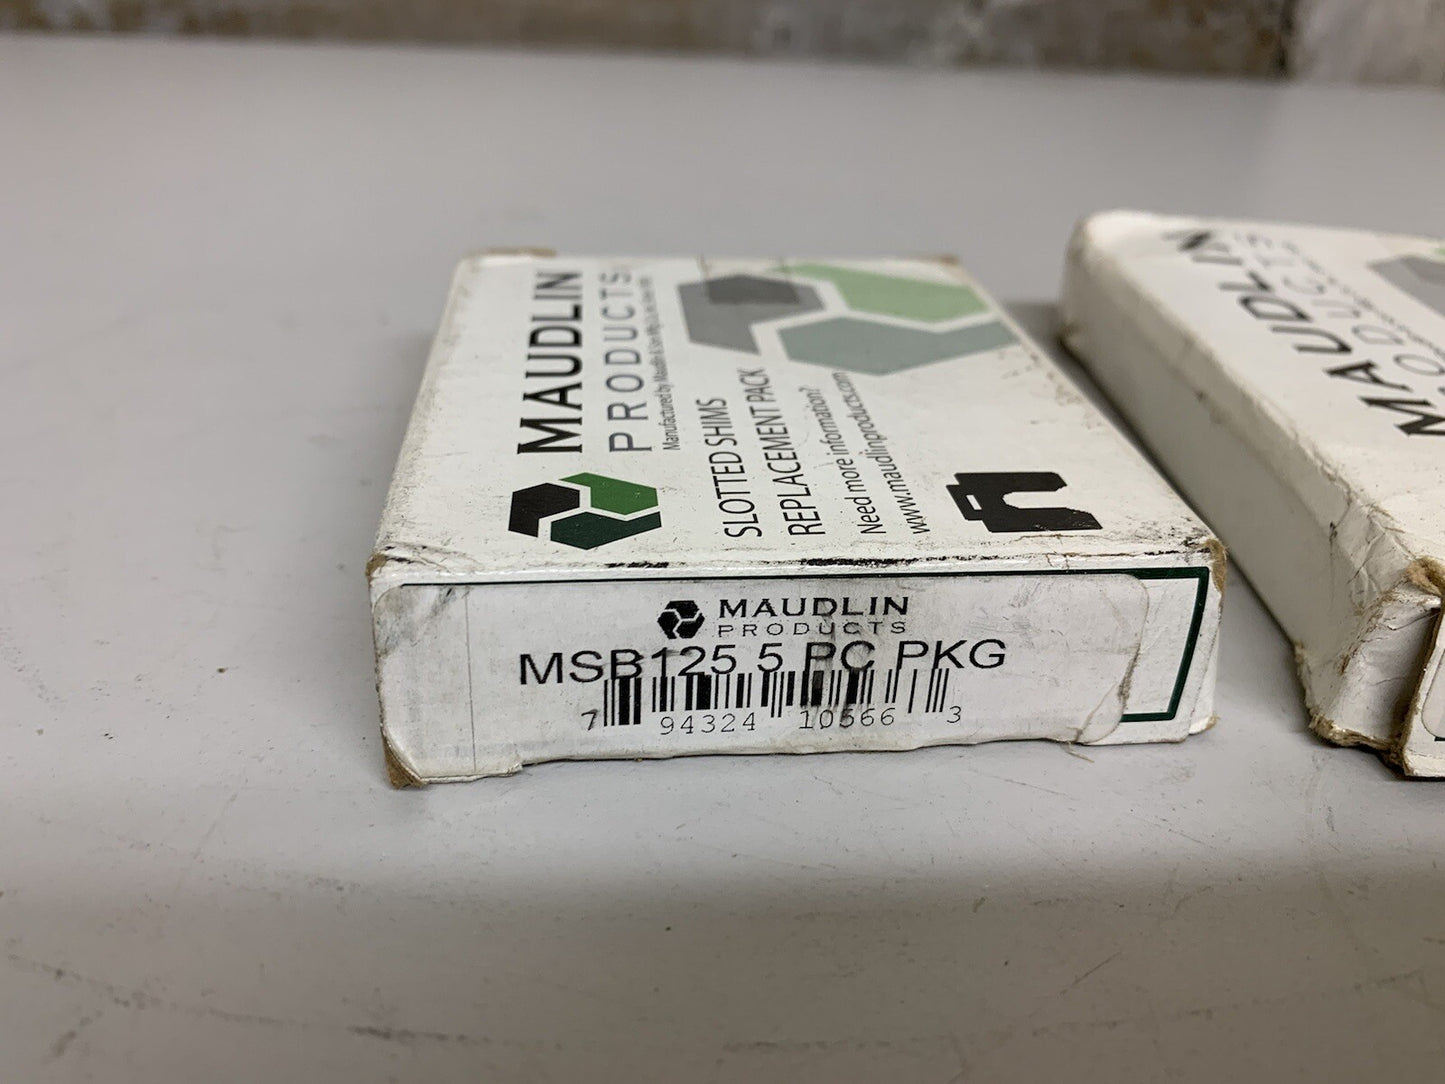 MAUDLIN
PRODUCTS
SLOTTED SHIMS
REPLACEMENT PACK
Need more information?
www.maudlinproducts.com
MAUDLIN
PRODUCTS
MSB125 5 PC PKG
7 94324 10566 3
MAUDLIN
PRODUCTS